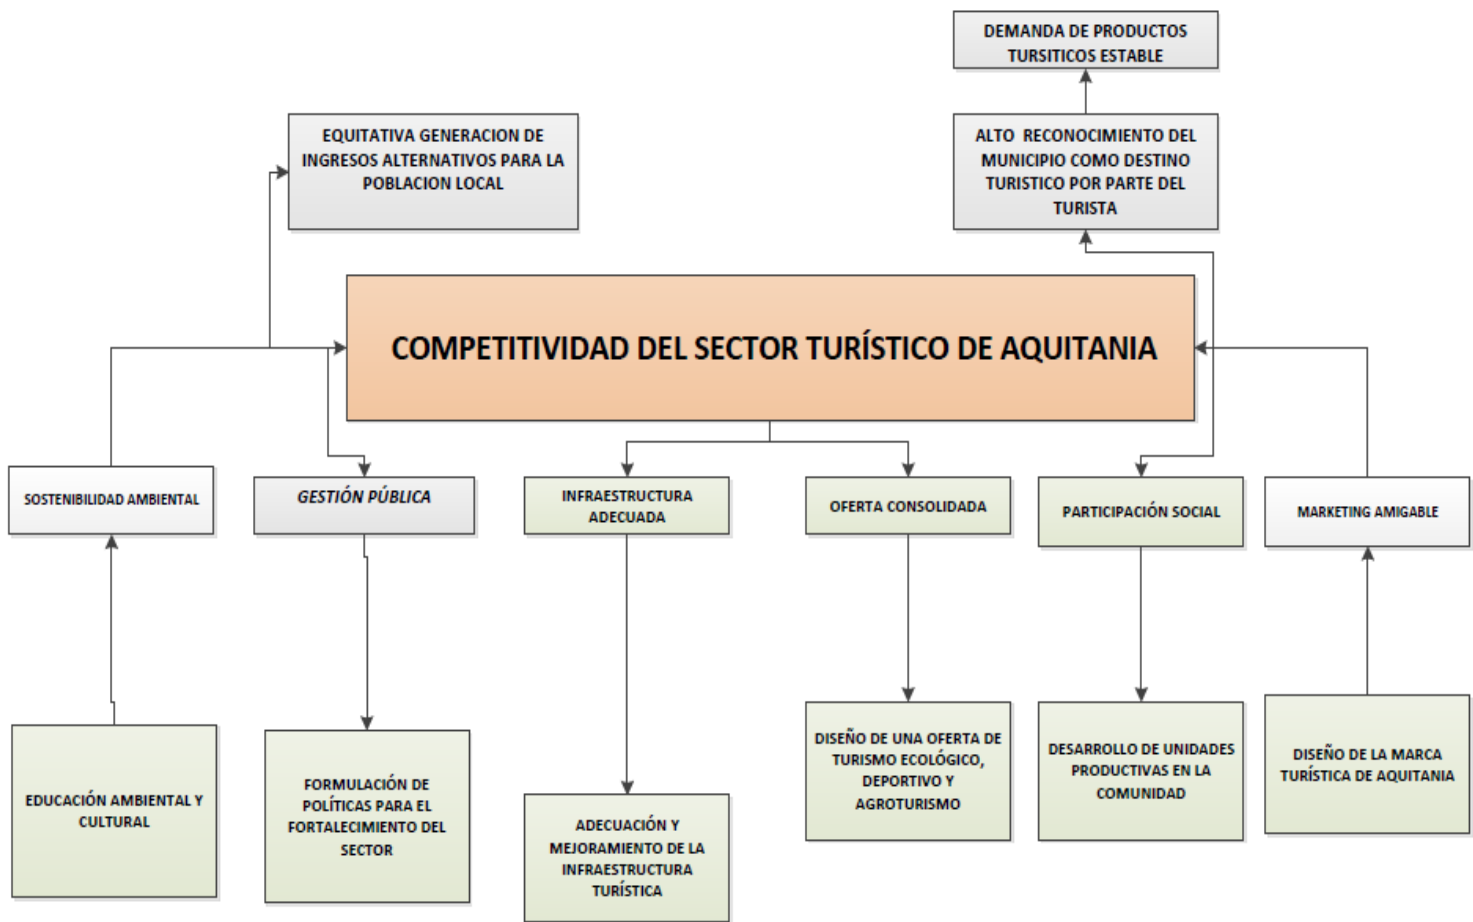 DEMANDA DE PRODUCTOS
TURSITICOS ESTABLE
EQUITATIVA GENERACION DE
INGRESOS ALTERNATIVOS PARA LA
POBLACION LOCAL
ALTO RECONOCIMIENTO DEL
MUNICIPIO COMO DESTINO
TURISTICO POR PARTE DEL
TURISTA
COMPETITIVIDAD DEL SECTOR TURÍSTICO DE AQUITANIA
SOSTENIBILIDAD AMBIENTAL
GESTIÓN PÚBLICA
INFRAESTRUCTURA
ADECUADA
OFERTA CONSOLIDADA
PARTICIPACIÓN SOCIAL
MARKETING AMIGABLE
EDUCACIÓN AMBIENTAL Y
CULTURAL
FORMULACIÓN DE
POLÍTICAS PARA EL
FORTALECIMIENTO DEL
SECTOR
ADECUACIÓN Y
MEJORAMIENTO DE LA
INFRAESTRUCTURA
TURÍSTICA
DISEÑO DE UNA OFERTA DE
TURISMO ECOLÓGICO,
DEPORTIVO Y
AGROTURISMO
DESARROLLO DE UNIDADES
PRODUCTIVAS EN LA
COMUNIDAD
DISEÑO DE LA MARCA
TURÍSTICA DE AQUITANIA